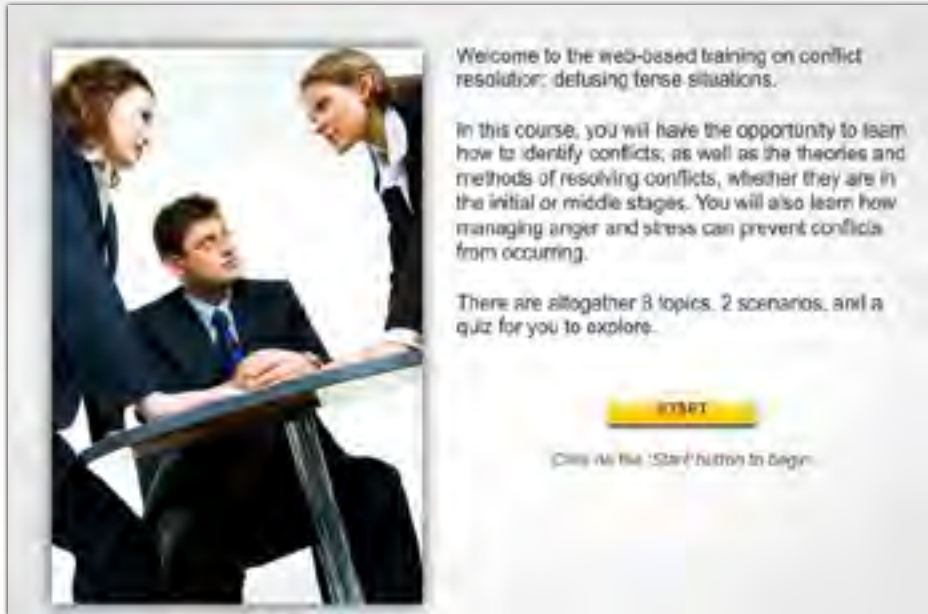 Welcome to the web-based training on conflict
resolution: defusing tense situations.
In this course, you will have the opportunity to learn
how to identify conflicts, as well as the theories and
methods of resolving conflicts, whether they are in
the initial or middle stages. You will also learn how
managing anger and stress can prevent conflicts
from occurring.
There are altogether 8 topics, 2 scenarios, and a
quiz for you to explore.
START
Click on the 'Start' button to begin.